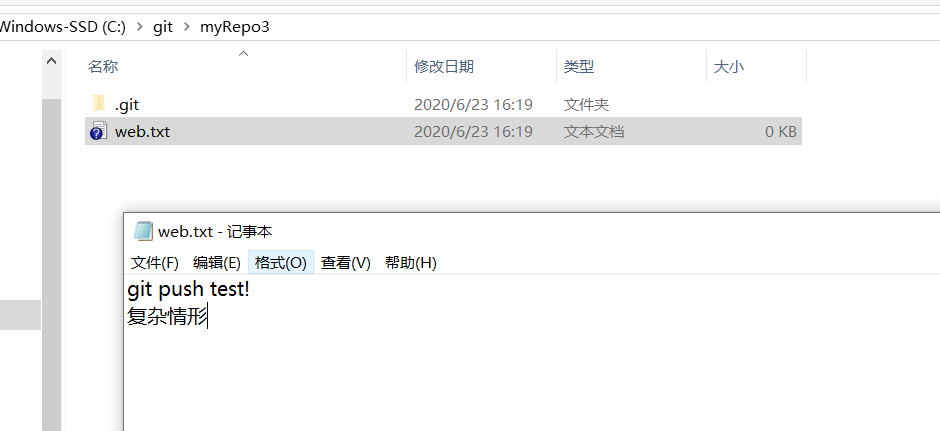 Windows-SSD (C:) > git > myRepo3
名称 修改日期 类型 大小
.git 2020/6/23 16:19 文件夹
web.txt 2020/6/23 16:19 文本文档 0 KB
web.txt - 记事本
文件(F) 编辑(E) 格式(O) 查看(V) 帮助(H)
git push test!
复杂情形